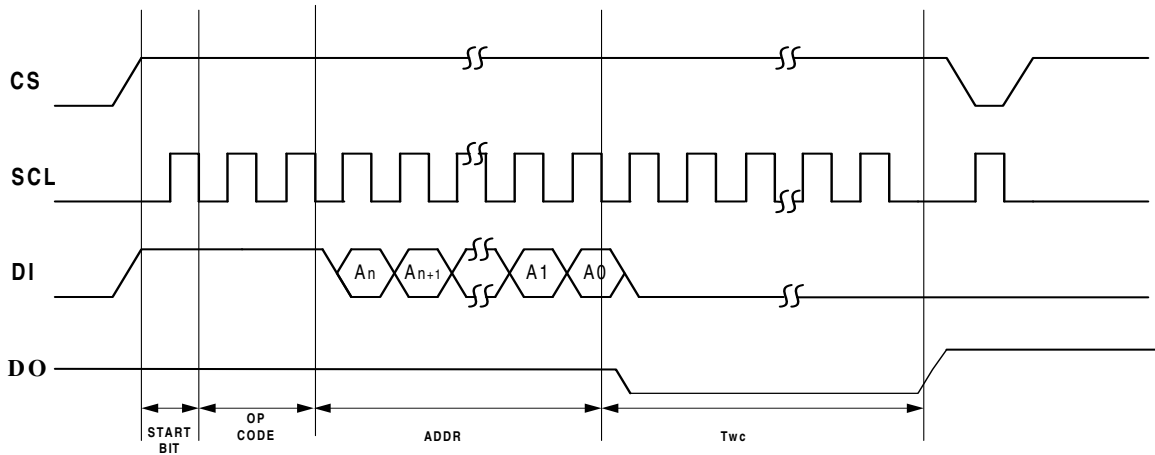 CS
SCL
DI
An
An+1
A1
A0
DO
START
BIT
OP
CODE
ADDR
Twc